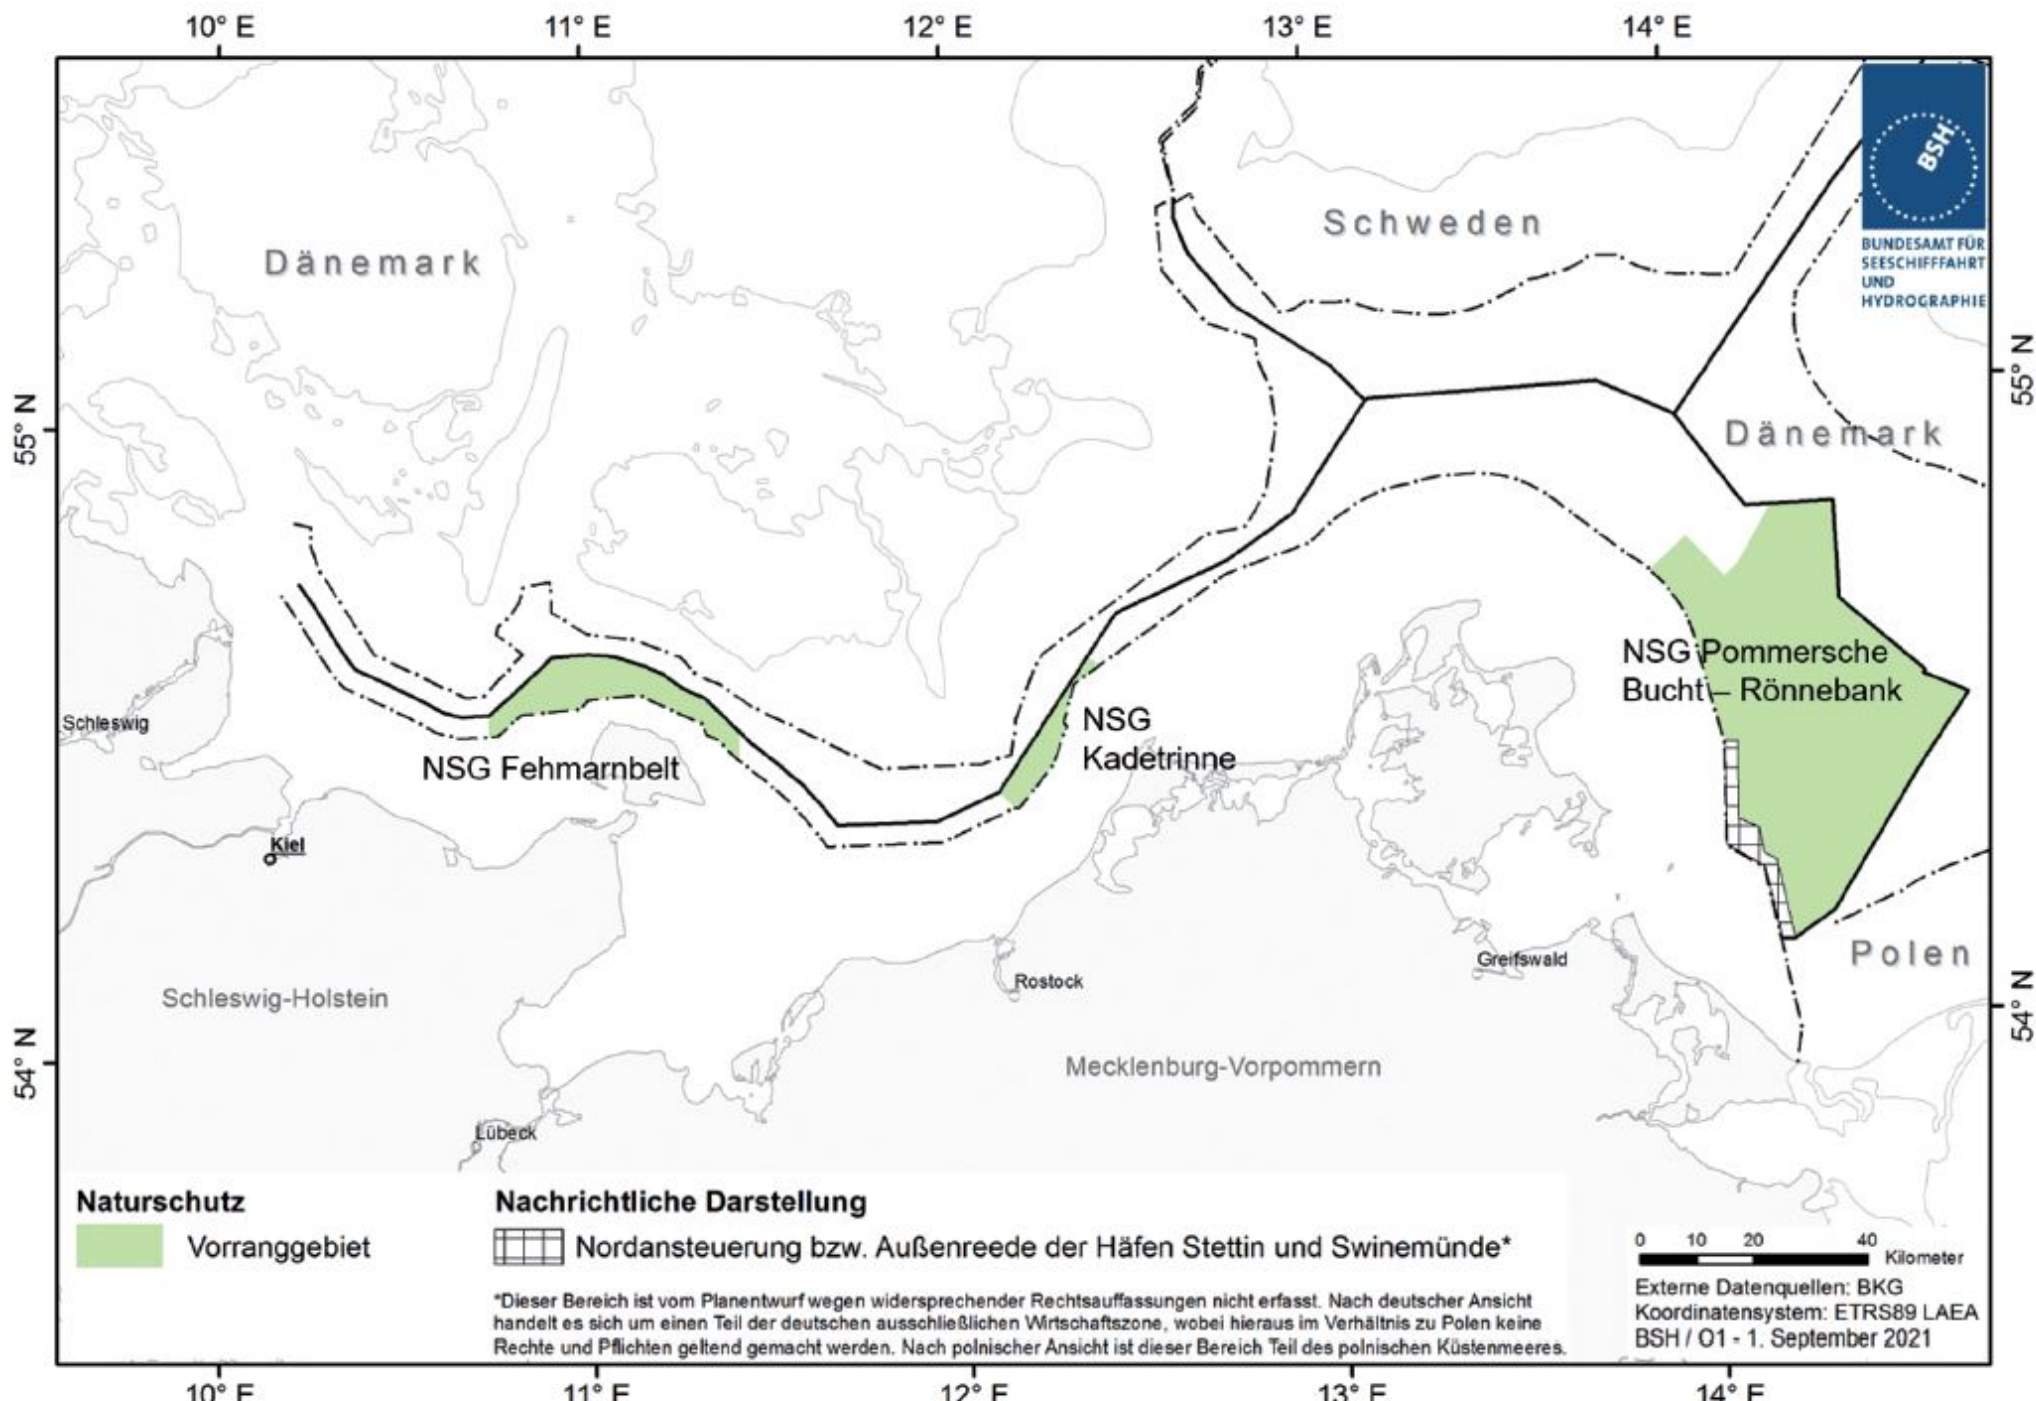 10° E 11° E 12° E 13° E 14° E
BSH
Schweden
Dänemark
BUNDESAMT FÜR
SEESCHIFFFAHRT
UND
HYDROGRAPHIE
55° N
55° N
Dänemark
NSG Pommersche
Bucht – Rönnebank
Schleswig
NSG
Kadetrinne
NSG Fehmarnbelt
Kiel
Polen
Greifswald
Rostock
Schleswig-Holstein
54° N
54° N
Mecklenburg-Vorpommern
Lübeck
Naturschutz
Vorranggebiet
Nachrichtliche Darstellung
Nordansteuerung bzw. Außenreede der Häfen Stettin und Swinemünde*
*Dieser Bereich ist vom Planentwurf wegen widersprechender Rechtsauffassungen nicht erfasst. Nach deutscher Ansicht
handelt es sich um einen Teil der deutschen ausschließlichen Wirtschaftszone, wobei hieraus im Verhältnis zu Polen keine
Rechte und Pflichten geltend gemacht werden. Nach polnischer Ansicht ist dieser Bereich Teil des polnischen Küstenmeeres.
0 10 20 40
Kilometer
Externe Datenquellen: BKG
Koordinatensystem: ETRS89 LAEA
BSH / O1 - 1. September 2021
10° E 11° E 12° E 13° E 14° E